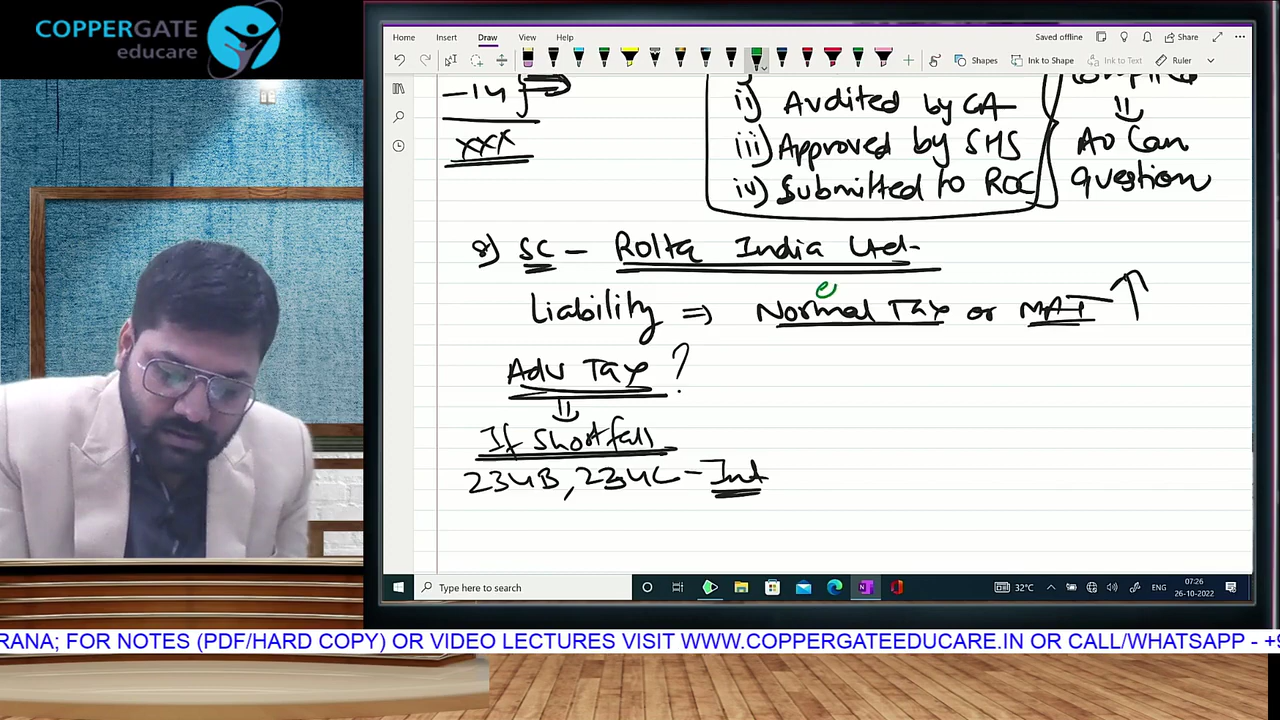 COPPERGATE
educare
Home Insert Draw View Help
Saved offline Share
Shapes Ink to Shape Ink to Text Ruler
-14
xxx
ii) Audited by CA
iii) Approved by SHS
iv) Submitted to ROC
AO Can
question
8) SC - Rolta India Ltd.
Liability ⇒ Normal Tax or MAT ↑
e
Adv Tax ?
If Shortfall
234B, 234C - Int
Type here to search
32°C ENG 07:26
26-10-2022
RANA; FOR NOTES (PDF/HARD COPY) OR VIDEO LECTURES VISIT WWW.COPPERGATEEDUCARE.IN OR CALL/WHATSAPP - +9